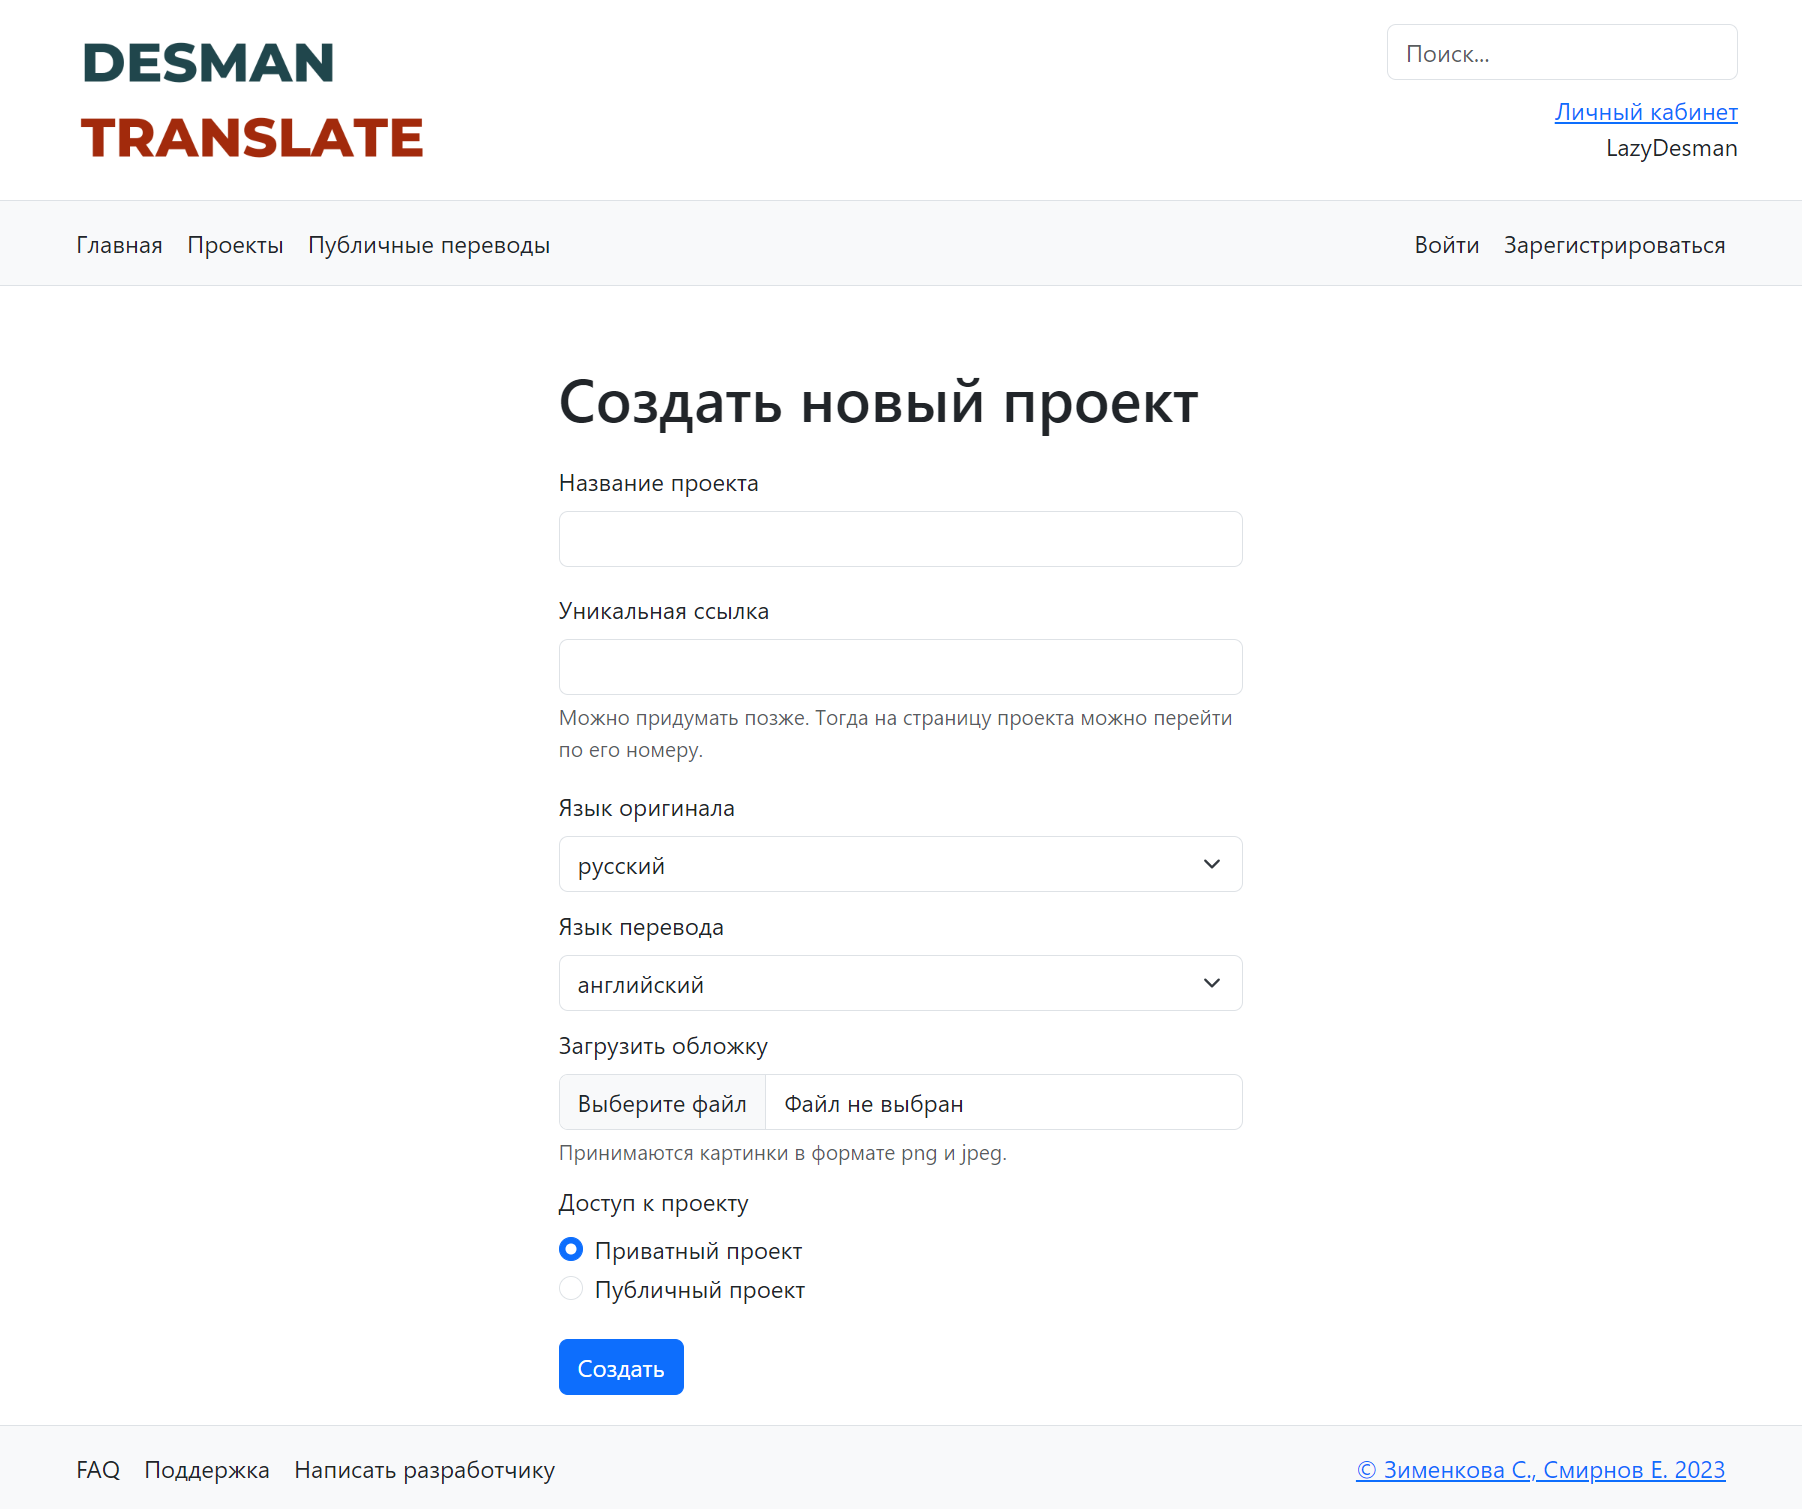 DESMAN
TRANSLATE
Поиск...
Личный кабинет
LazyDesman
Главная Проекты Публичные переводы Войти Зарегистрироваться
Создать новый проект
Название проекта
Уникальная ссылка
Можно придумать позже. Тогда на страницу проекта можно перейти
по его номеру.
Язык оригинала
русский
Язык перевода
английский
Загрузить обложку
Выберите файл Файл не выбран
Принимаются картинки в формате png и jpeg.
Доступ к проекту
Приватный проект
Публичный проект
Создать
FAQ Поддержка Написать разработчику © Зименкова С., Смирнов Е. 2023